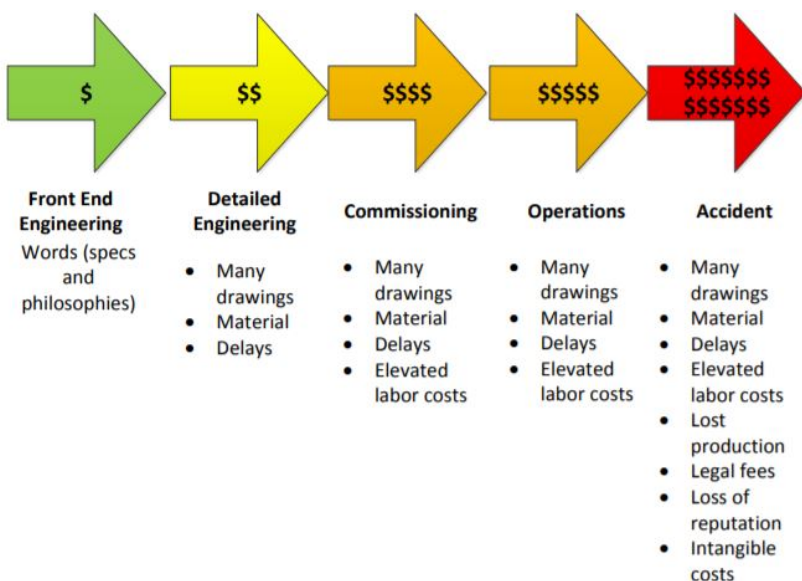 $
$$
$$$$
$$$$$
$$$$$$$
$$$$$$$
Front End
Engineering
Words (specs
and
philosophies)
Detailed
Engineering
• Many
drawings
• Material
• Delays
Commissioning
• Many
drawings
• Material
• Delays
• Elevated
labor costs
Operations
• Many
drawings
• Material
• Delays
• Elevated
labor costs
Accident
• Many
drawings
• Material
• Delays
• Elevated
labor costs
• Lost
production
• Legal fees
• Loss of
reputation
• Intangible
costs